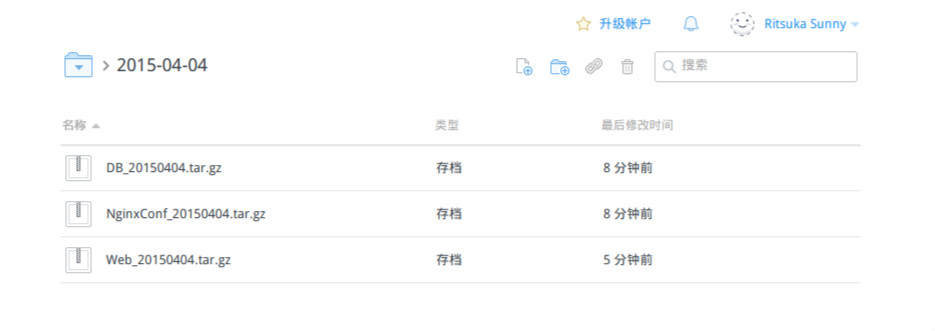 升级帐户 Ritsuka Sunny
2015-04-04 搜索
名称 类型 最后修改时间
DB_20150404.tar.gz 存档 8 分钟前
NginxConf_20150404.tar.gz 存档 8 分钟前
Web_20150404.tar.gz 存档 5 分钟前